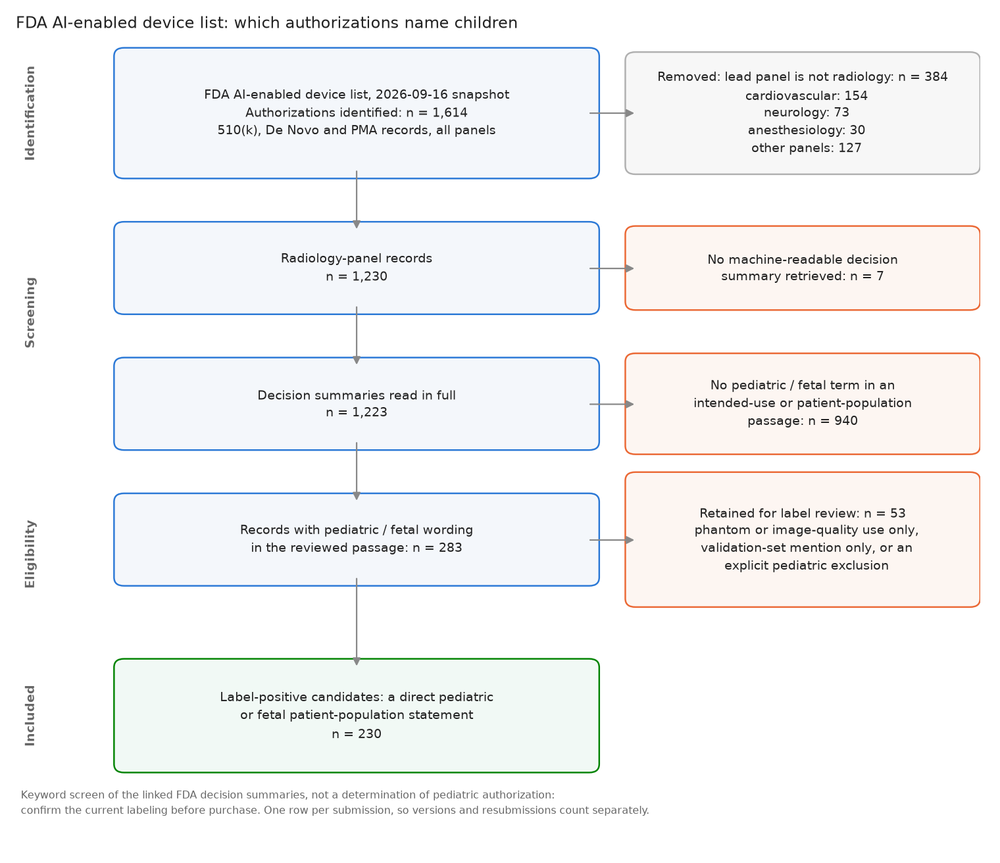 FDA AI-enabled device list: which authorizations name children
Identification
FDA AI-enabled device list, 2026-09-16 snapshot
Authorizations identified: n = 1,614
510(k), De Novo and PMA records, all panels
Removed: lead panel is not radiology: n = 384
cardiovascular: 154
neurology: 73
anesthesiology: 30
other panels: 127
Screening
Radiology-panel records
n = 1,230
No machine-readable decision
summary retrieved: n = 7
Decision summaries read in full
n = 1,223
No pediatric / fetal term in an
intended-use or patient-population
passage: n = 940
Eligibility
Records with pediatric / fetal wording
in the reviewed passage: n = 283
Retained for label review: n = 53
phantom or image-quality use only,
validation-set mention only, or an
explicit pediatric exclusion
Included
Label-positive candidates: a direct pediatric
or fetal patient-population statement
n = 230
Keyword screen of the linked FDA decision summaries, not a determination of pediatric authorization:
confirm the current labeling before purchase. One row per submission, so versions and resubmissions count separately.